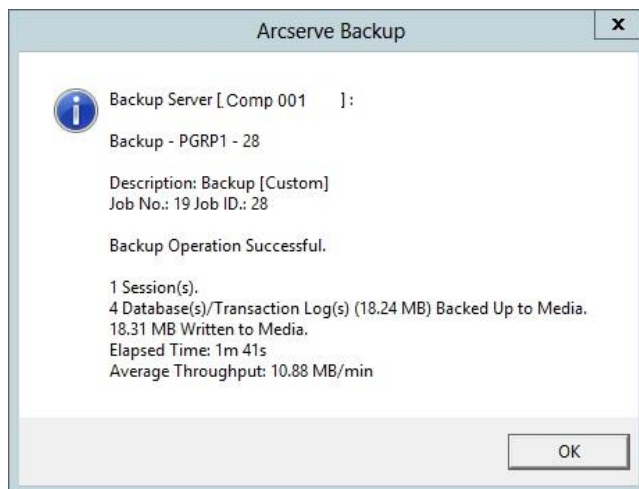 Arcserve Backup
x
i
Backup Server [ Comp 001 ] :
Backup - PGRP1 - 28
Description: Backup [Custom]
Job No.: 19 Job ID.: 28
Backup Operation Successful.
1 Session(s).
4 Database(s)/Transaction Log(s) (18.24 MB) Backed Up to Media.
18.31 MB Written to Media.
Elapsed Time: 1m 41s
Average Throughput: 10.88 MB/min
OK